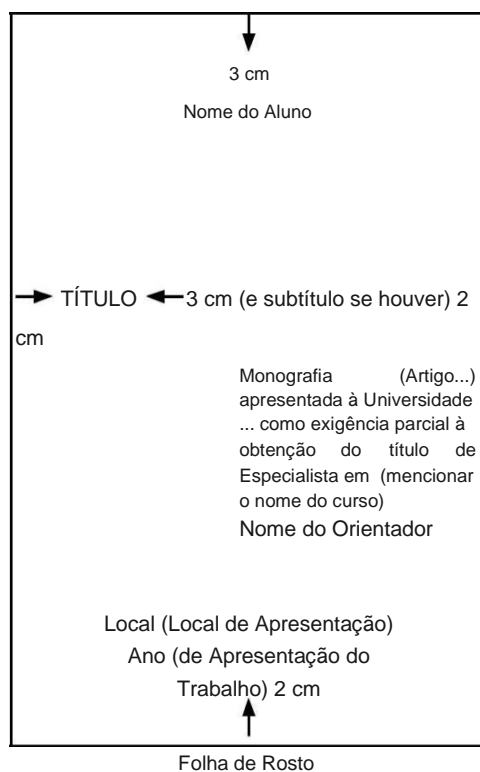 3 cm
Nome do Aluno
TÍTULO 3 cm (e subtítulo se houver) 2
cm
Monografia (Artigo...)
apresentada à Universidade
... como exigência parcial à
obtenção do título de
Especialista em (mencionar
o nome do curso)
Nome do Orientador
Local (Local de Apresentação)
Ano (de Apresentação do
Trabalho) 2 cm
Folha de Rosto